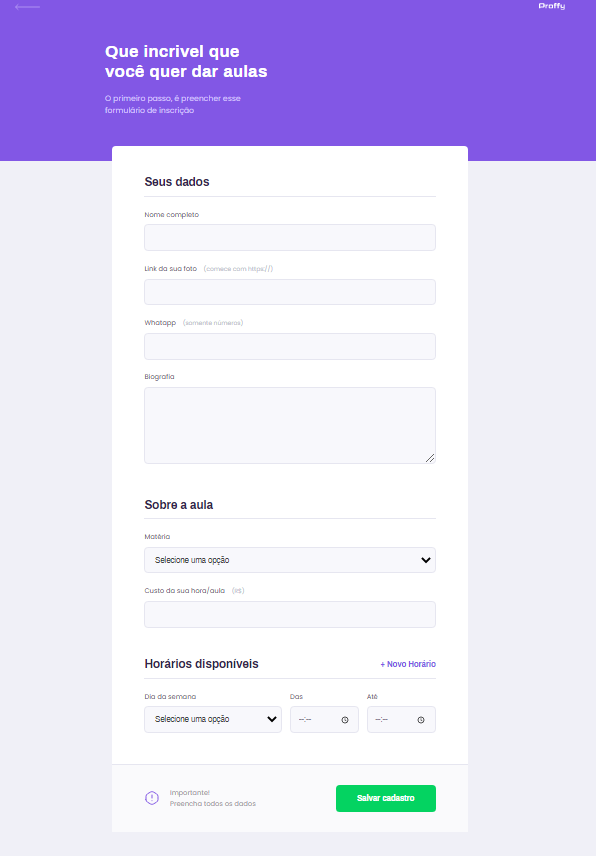 Proffy
Que incrivel que
você quer dar aulas
O primeiro passo, é preencher esse
formulário de inscrição
Seus dados
Nome completo
Link da sua foto (comece com https://)
Whatapp (somente números)
Biografia
Sobre a aula
Matéria
Selecione uma opção
Custo da sua hora/aula (R$)
Horários disponíveis + Novo Horário
Dia da semana Das Até
Selecione uma opção --:-- --:--
Importante!
Preencha todos os dados
Salvar cadastro